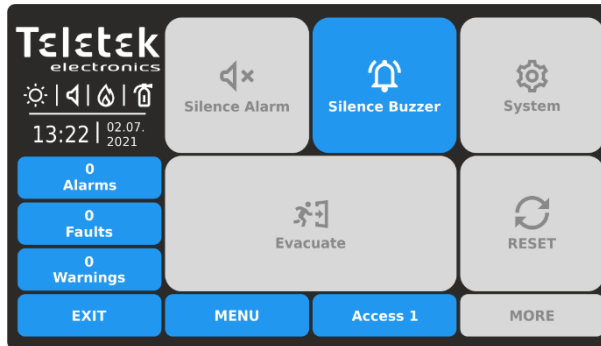 Teletek
electronics
13:22 02.07.
2021
Silence Alarm
Silence Buzzer
System
0
Alarms
0
Faults
0
Warnings
Evacuate
RESET
EXIT
MENU
Access 1
MORE